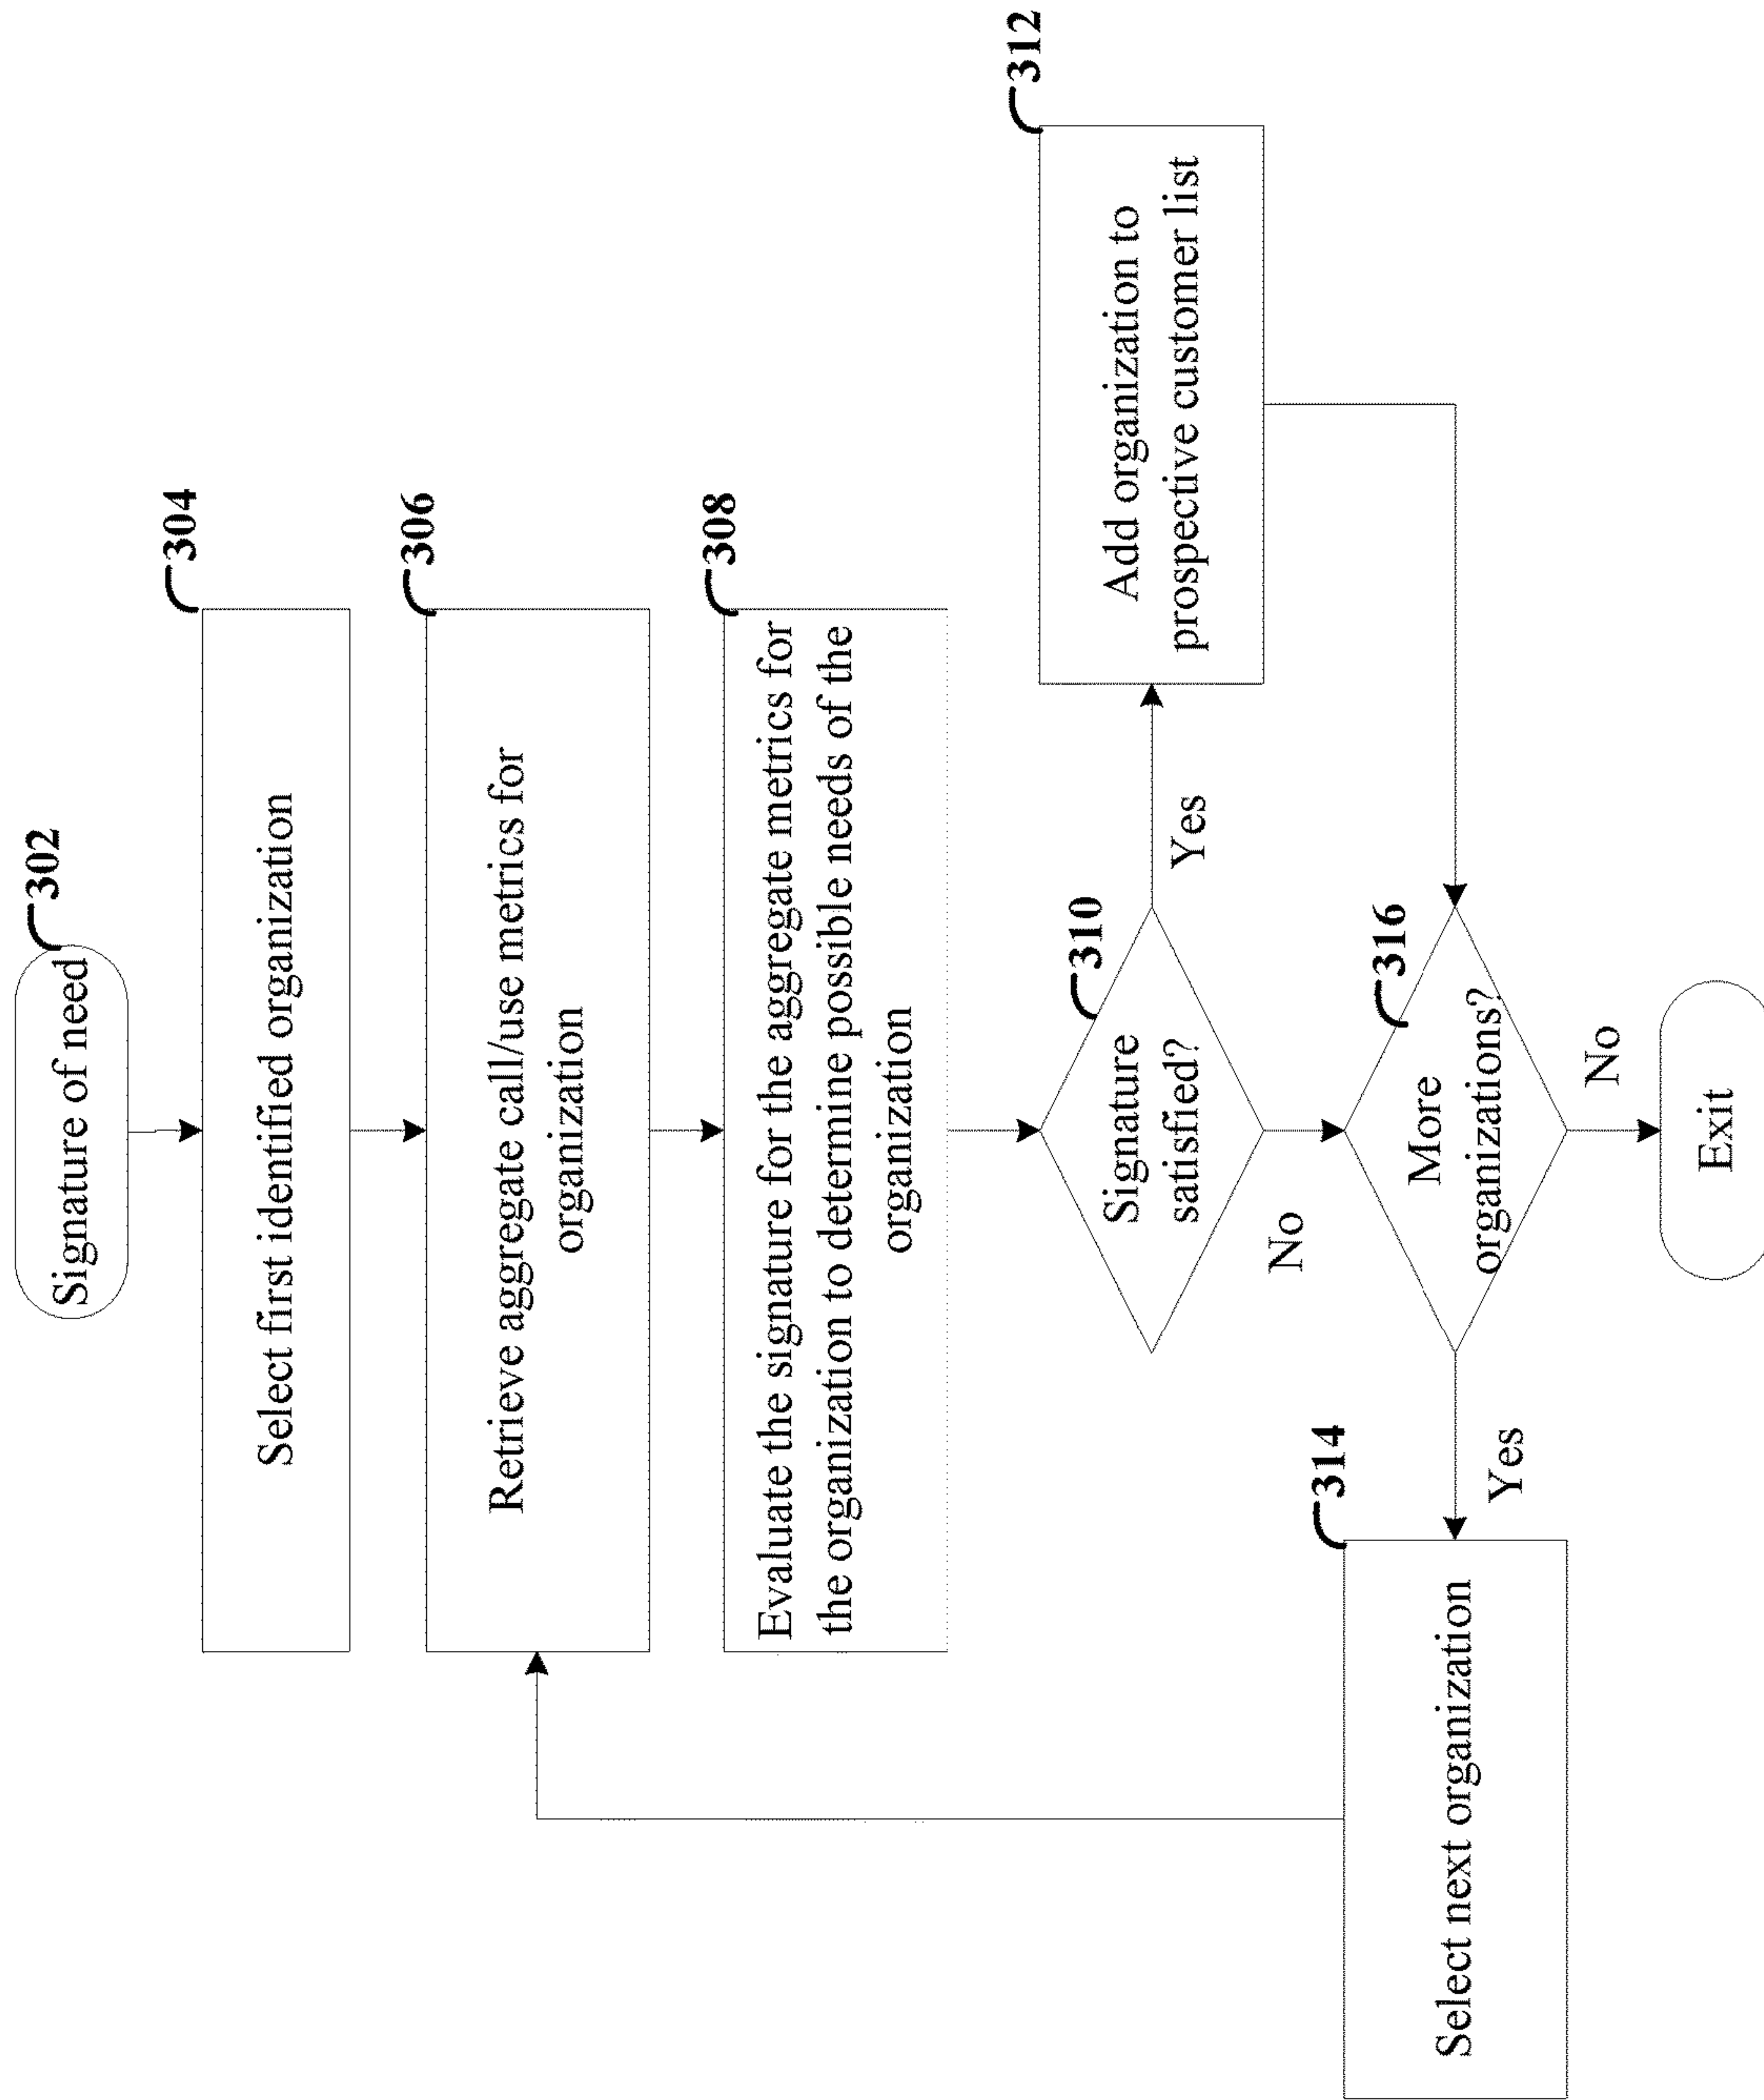 Signature of need
302
304
Select first identified organization
306
Retrieve aggregate call/use metrics for
organization
308
Evaluate the signature for the aggregate metrics for
the organization to determine possible needs of the
organization
310
Signature
satisfied?
Yes
No
312
Add organization to
prospective customer list
316
More
organizations?
Yes
No
314
Select next organization
Exit